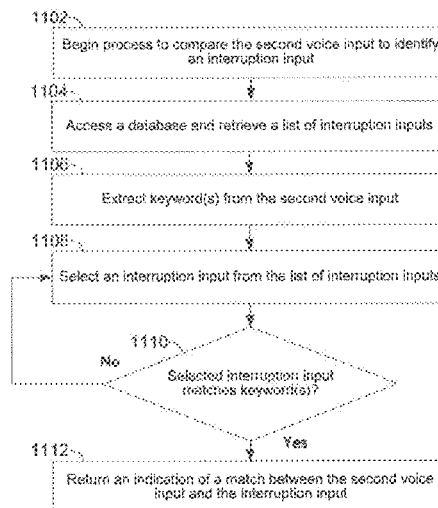 1102
Begin process to compare the second voice input to identify
an interruption input
1104
Access a database and retrieve a list of interruption inputs
1106
Extract keyword(s) from the second voice input
1108
Select an interruption input from the list of interruption inputs
1110
No
Selected interruption input
matches keyword(s)?
Yes
1112
Return an indication of a match between the second voice
input and the interruption input